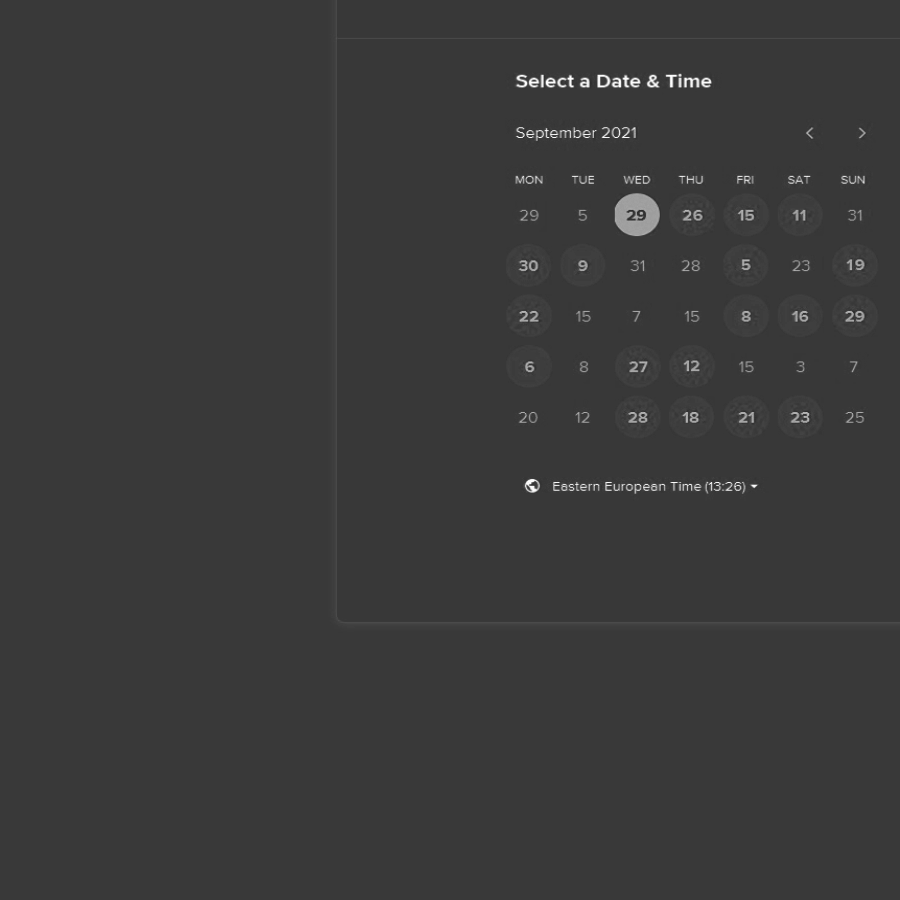 Select a Date & Time
September 2021
MON TUE WED THU FRI SAT SUN
29 5 29 26 15 11 31
30 9 31 28 5 23 19
22 15 7 15 8 16 29
6 8 27 12 15 3 7
20 12 28 18 21 23 25
Eastern European Time (13:26)